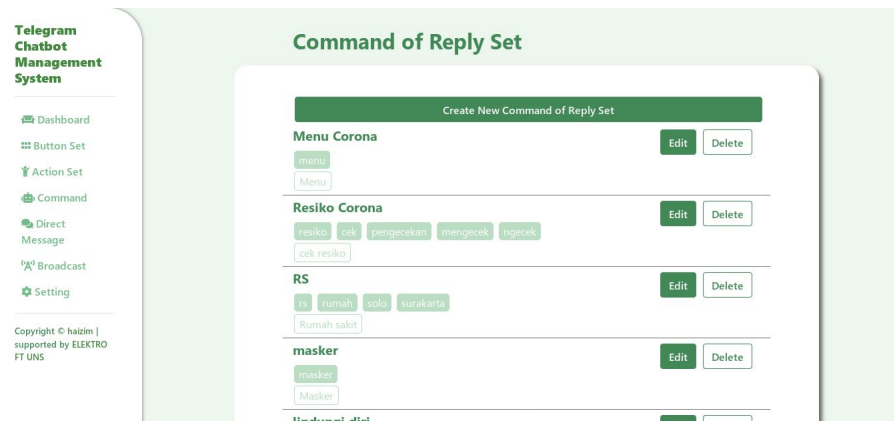 Telegram
Chatbot
Management
System
Dashboard
Button Set
Action Set
Command
Direct
Message
Broadcast
Setting
Copyright © haizim |
supported by ELEKTRO
FT UNS
Command of Reply Set
Create New Command of Reply Set
Menu Corona Edit Delete
menu
Menu
Resiko Corona Edit Delete
resiko cek pengecekan mengecek ngecek
cek resiko
RS Edit Delete
rs rumah solo surakarta
Rumah sakit
masker Edit Delete
masker
Masker
lindungi diri